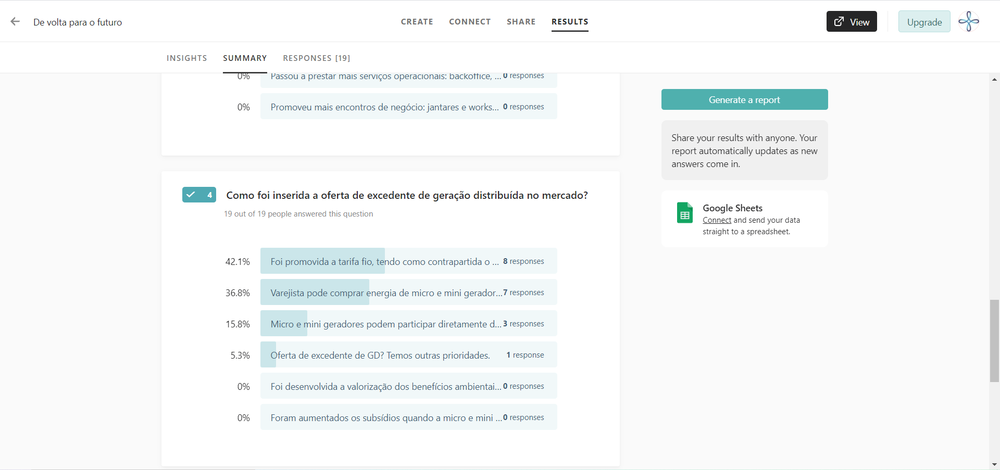 De volta para o futuro
CREATE CONNECT SHARE RESULTS
View
Upgrade
INSIGHTS SUMMARY RESPONSES [19]
0% Passou a prestar mais serviços operacionais: backoffice, ... 0 responses
0% Promoveu mais encontros de negócio: jantares e works... 0 responses
4 Como foi inserida a oferta de excedente de geração distribuída no mercado?
19 out of 19 people answered this question
42.1% Foi promovida a tarifa fio, tendo como contrapartida o ... 8 responses
36.8% Varejista pode comprar energia de micro e mini gerador... 7 responses
15.8% Micro e mini geradores podem participar diretamente d... 3 responses
5.3% Oferta de excedente de GD? Temos outras prioridades. 1 response
0% Foi desenvolvida a valorização dos benefícios ambientai... 0 responses
0% Foram aumentados os subsídios quando a micro e mini ... 0 responses
Generate a report
Share your results with anyone. Your
report automatically updates as new
answers come in.
Google Sheets
Connect and send your data
straight to a spreadsheet.